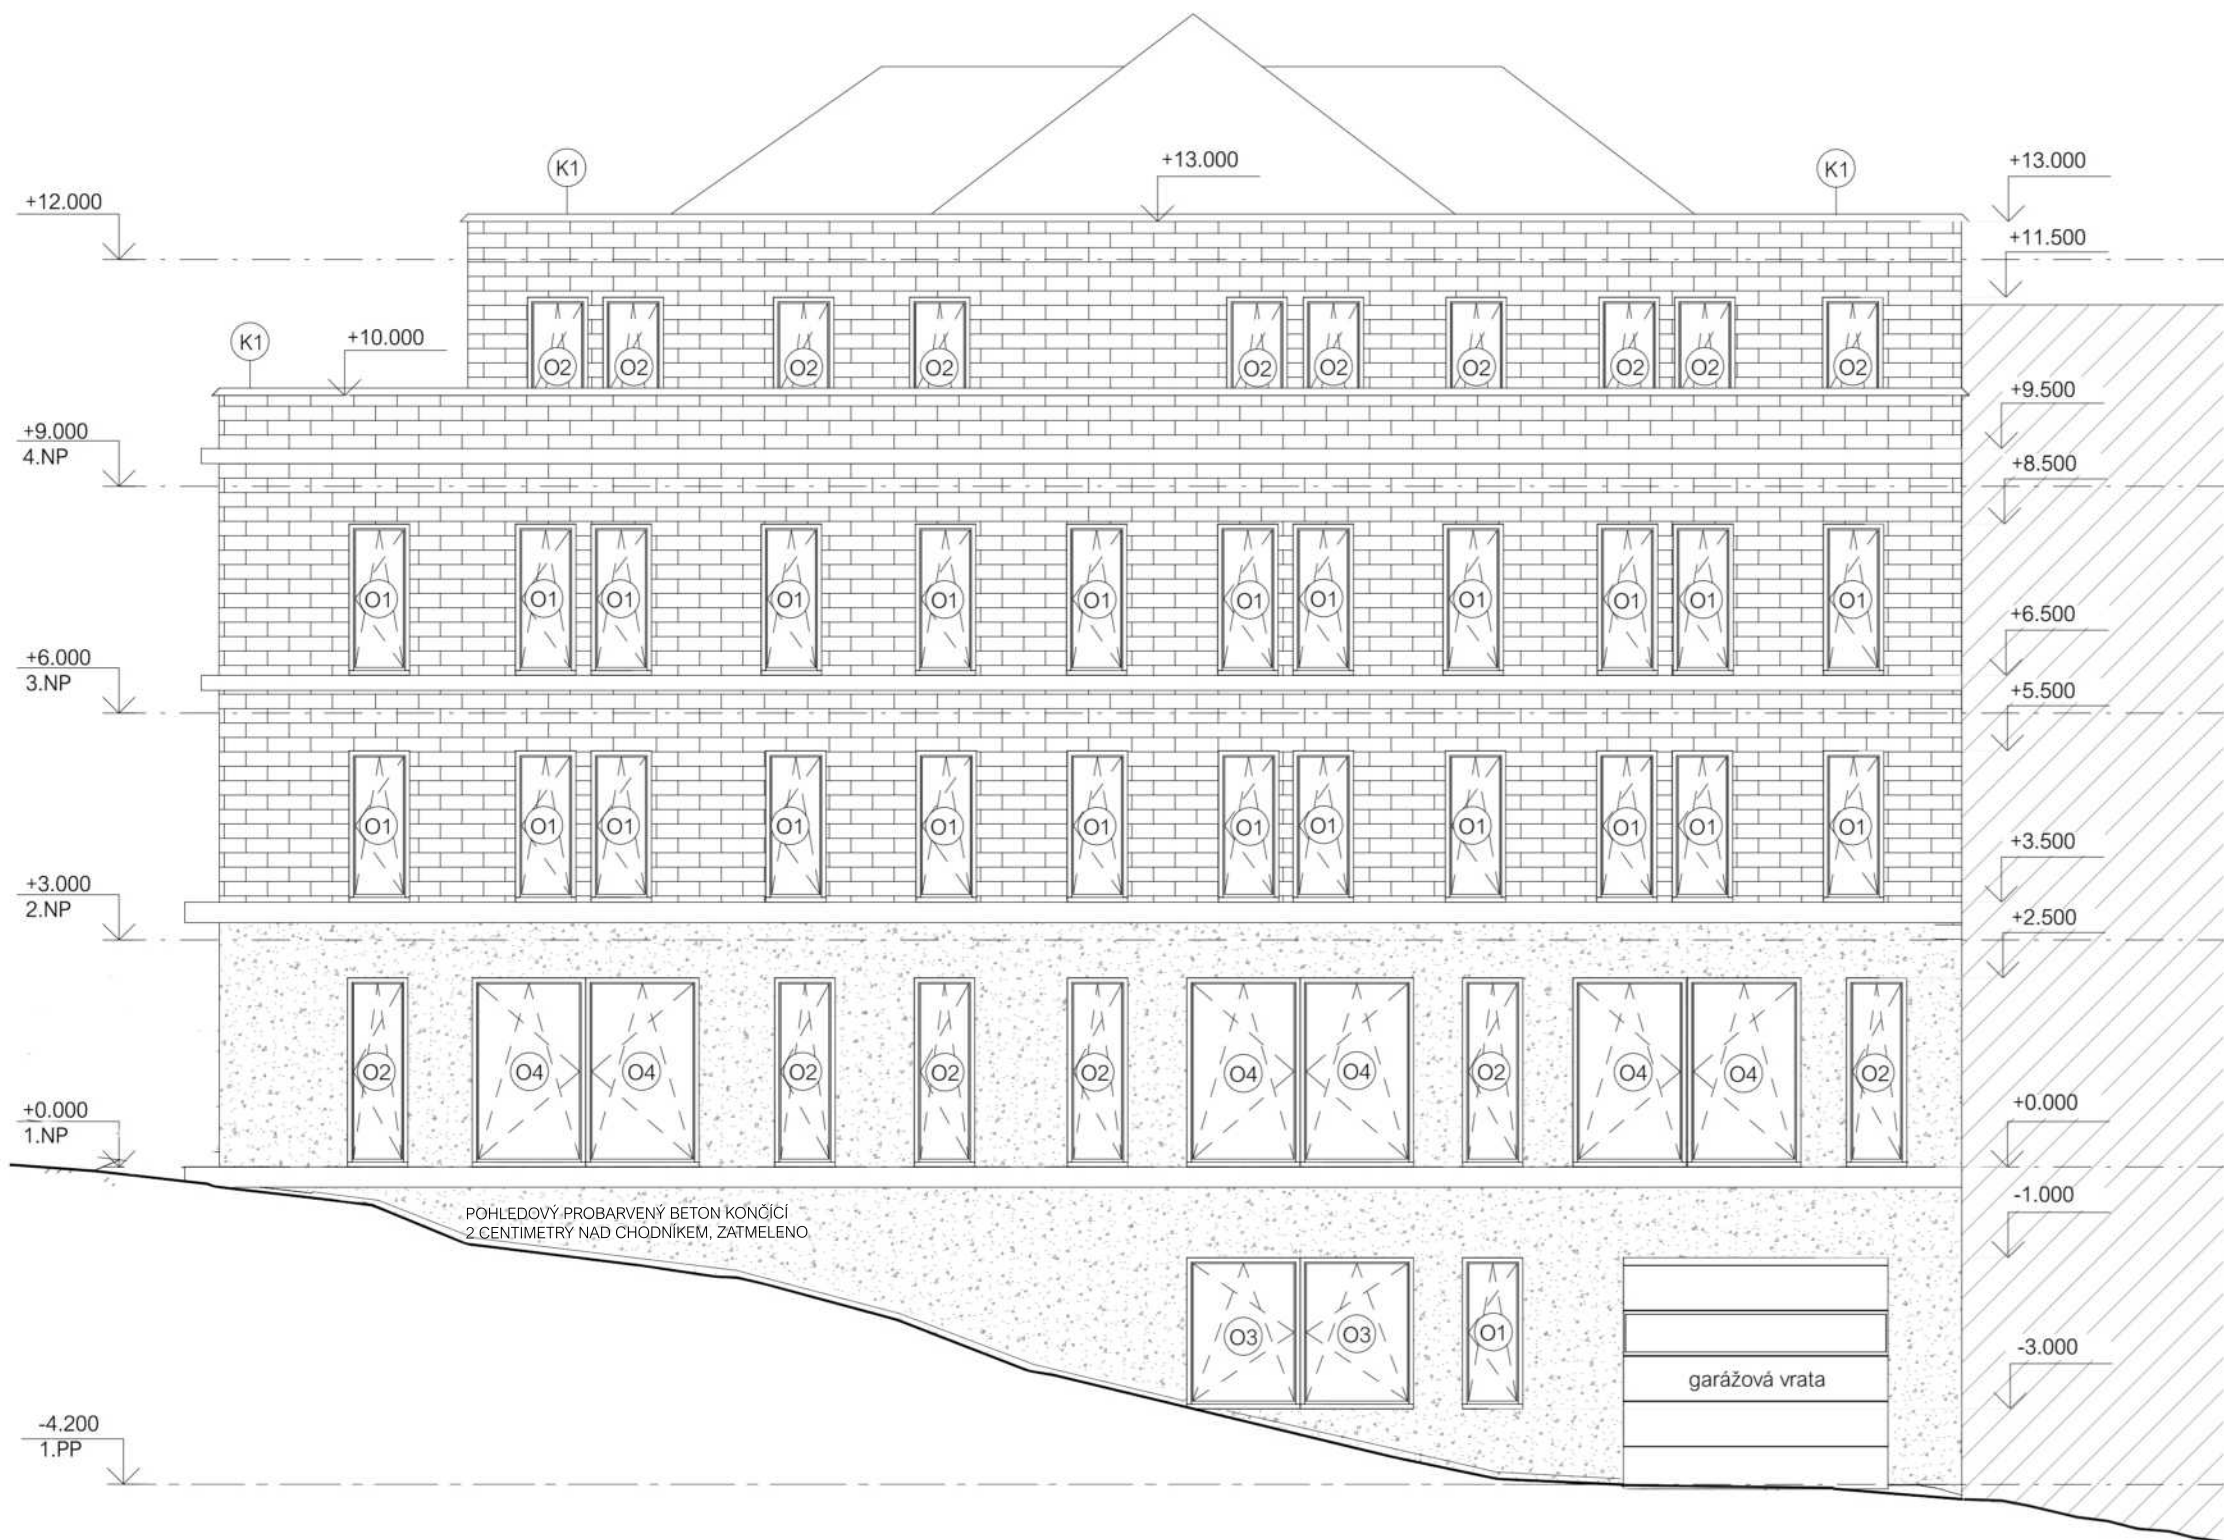 K1
+13.000
K1
+13.000
+12.000
+11.500
K1
+10.000
O2
O2
O2
O2
O2
O2
O2
O2
O2
O2
+9.500
+9.000
4.NP
+8.500
O1
O1
O1
O1
O1
O1
O1
O1
O1
O1
O1
O1
+6.500
+6.000
3.NP
+5.500
O1
O1
O1
O1
O1
O1
O1
O1
O1
O1
O1
O1
+3.500
+3.000
2.NP
+2.500
O2
O4
O4
O2
O2
O2
O4
O4
O2
O4
O4
O2
+0.000
1.NP
+0.000
-1.000
POHLEDOVÝ PROBARVENÝ BETON KONČÍCÍ
2 CENTIMETRY NAD CHODNÍKEM, ZATMELENO
O3
O3
O1
-3.000
garážová vrata
-4.200
1.PP